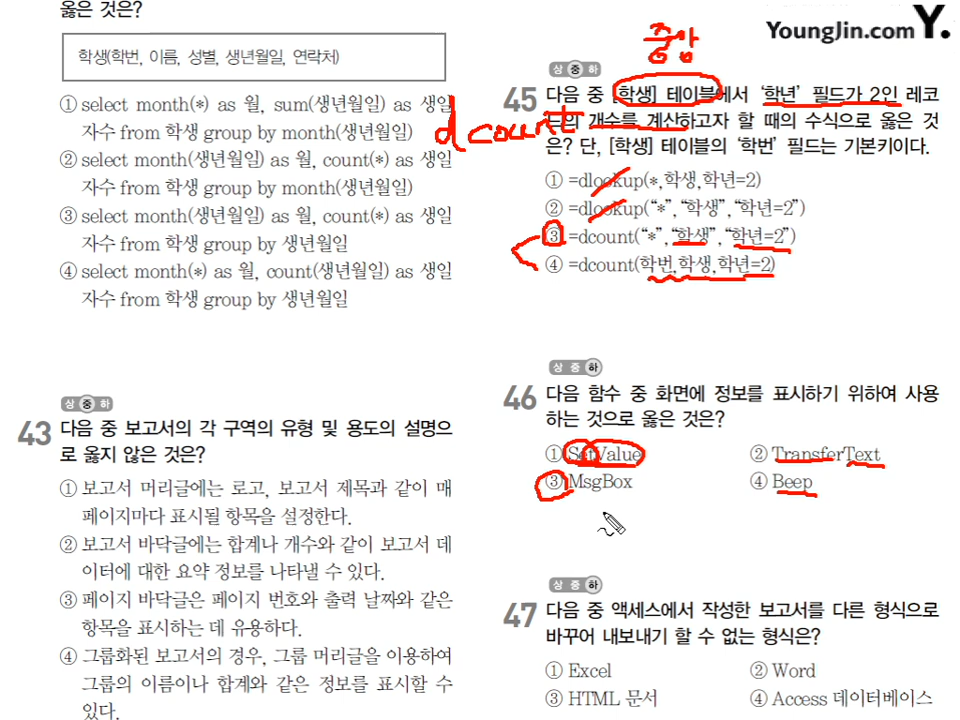 옳은 것은?
학생(학번, 이름, 성별, 생년월일, 연락처)
① select month(*) as 월, sum(생년월일) as 생일
자수 from 학생 group by month(생년월일)
② select month(생년월일) as 월, count(*) as 생일
자수 from 학생 group by month(생년월일)
③ select month(생년월일) as 월, count(*) as 생일
자수 from 학생 group by 생년월일
④ select month(*) as 월, count(생년월일) as 생일
자수 from 학생 group by 생년월일
상 중 하
43 다음 중 보고서의 각 구역의 유형 및 용도의 설명으
로 옳지 않은 것은?
① 보고서 머리글에는 로고, 보고서 제목과 같이 매
페이지마다 표시될 항목을 설정한다.
② 보고서 바닥글에는 합계나 개수와 같이 보고서 데
이터에 대한 요약 정보를 나타낼 수 있다.
③ 페이지 바닥글은 페이지 번호와 출력 날짜와 같은
항목을 표시하는 데 유용하다.
④ 그룹화된 보고서의 경우, 그룹 머리글을 이용하여
그룹의 이름이나 합계와 같은 정보를 표시할 수
있다.
YoungJin.com Y.
중앙
상 중 하
45 다음 중 [학생] 테이블에서 '학년' 필드가 2인 레코
드의 개수를 계산하고자 할 때의 수식으로 옳은 것
은? 단, [학생] 테이블의 '학번' 필드는 기본키이다.
dcount
① =dlookup(*,학생,학년=2)
② =dlookup("*","학생","학년=2")
③ =dcount("*","학생","학년=2")
④ =dcount(학번,학생,학년=2)
상 중 하
46 다음 함수 중 화면에 정보를 표시하기 위하여 사용
하는 것으로 옳은 것은?
① SetValue ② TransferText
③ MsgBox ④ Beep
상 중 하
47 다음 중 액세스에서 작성한 보고서를 다른 형식으로
바꾸어 내보내기 할 수 없는 형식은?
① Excel ② Word
③ HTML 문서 ④ Access 데이터베이스